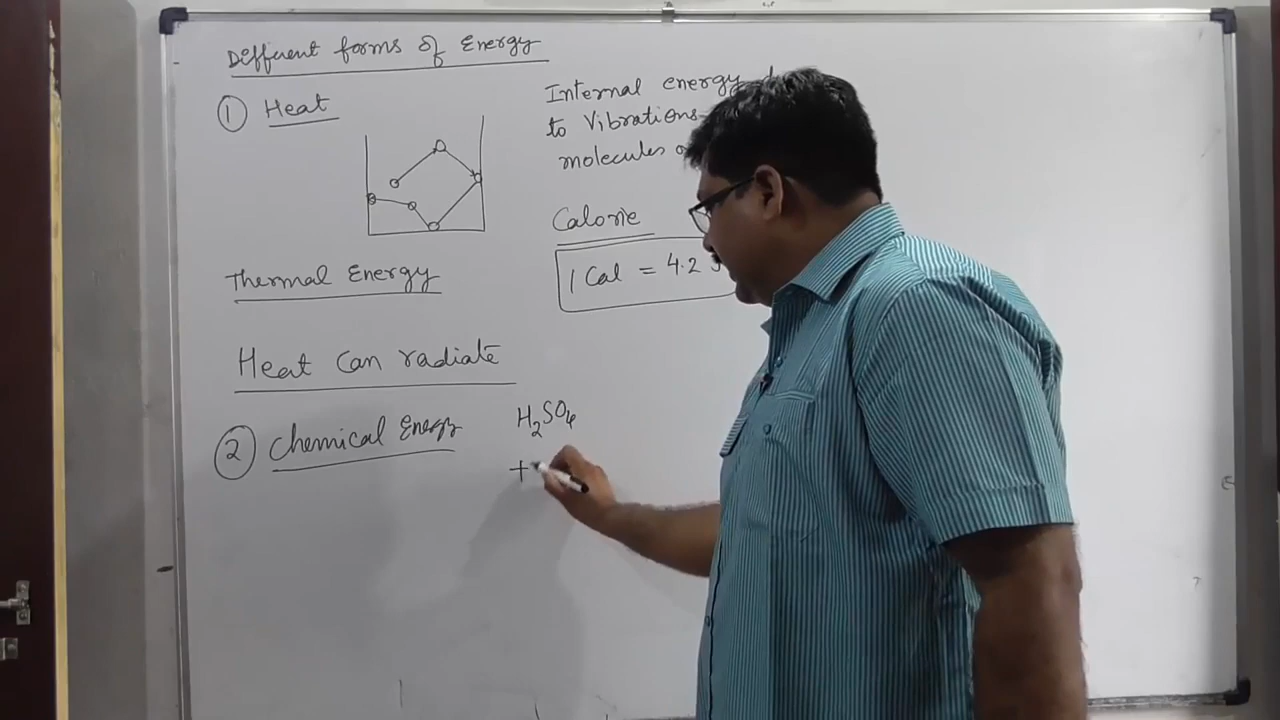 Different forms of Energy
① Heat
Internal energy
to Vibrations
molecules
Calorie
1 Cal = 4.2 J
Thermal Energy
Heat Can radiate
② Chemical Energy
H₂SO₄
+